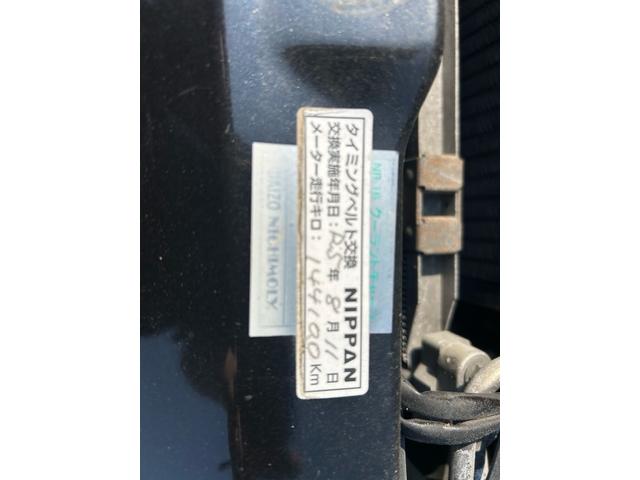 タイミングベルト交換 NIPPAN
交換実施年月日：R5年 8月 11日
メーター走行キロ：144100Km
DAIZO NICHIMOLY